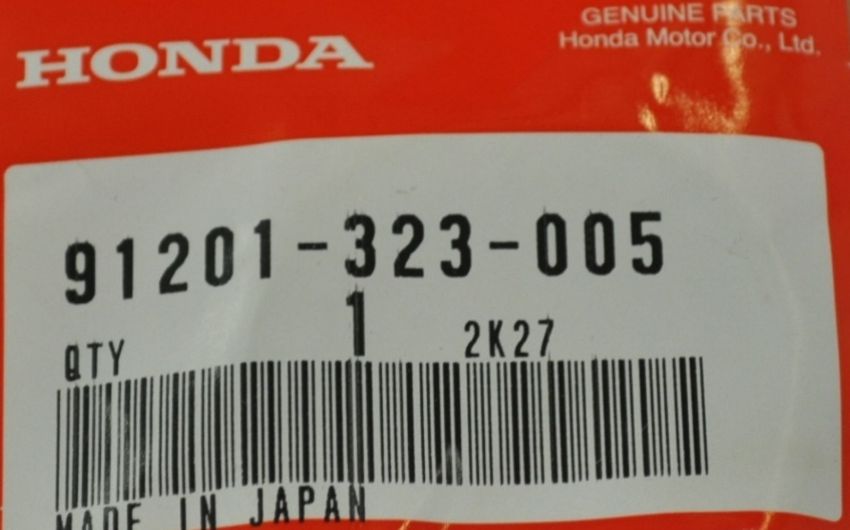 HONDA
GENUINE PARTS
Honda Motor Co., Ltd.
91201-323-005
QTY 1 2K27
MADE IN JAPAN